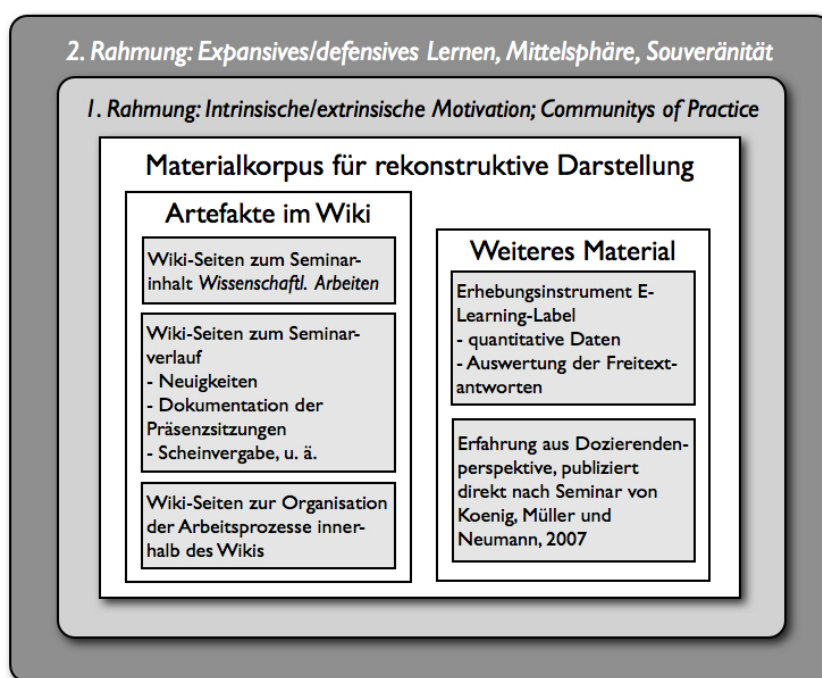 2. Rahmung: Expansives/defensives Lernen, Mittelsphäre, Souveränität
1. Rahmung: Intrinsische/extrinsische Motivation; Communitys of Practice
Materialkorpus für rekonstruktive Darstellung
Artefakte im Wiki
Wiki-Seiten zum Seminar-
inhalt Wissenschaftl. Arbeiten
Wiki-Seiten zum Seminar-
verlauf
- Neuigkeiten
- Dokumentation der
Präsenzsitzungen
- Scheinvergabe, u. ä.
Wiki-Seiten zur Organisation
der Arbeitsprozesse inner-
halb des Wikis
Weiteres Material
Erhebungsinstrument E-
Learning-Label
- quantitative Daten
- Auswertung der Freitext-
antworten
Erfahrung aus Dozierenden-
perspektive, publiziert
direkt nach Seminar von
Koenig, Müller und
Neumann, 2007